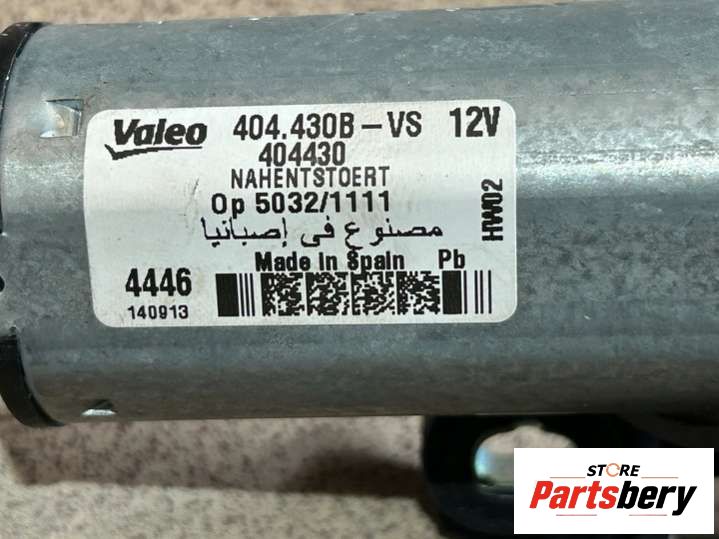 Valeo 404.430B-VS 12V
404430
NAHENTSTOERT
Op 5032/1111
مصنوع في إصبانيا
Made in Spain Pb
HW02
4446
140913
STORE
Partsbery